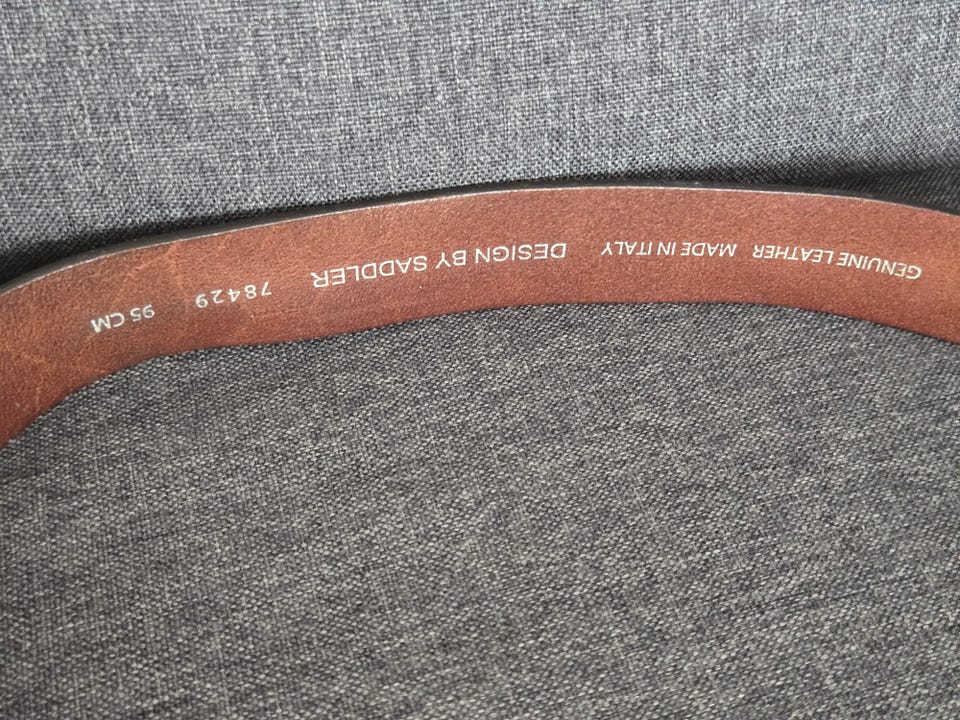 GENUINE LEATHER MADE IN ITALY DESIGN BY SADDLER 78429 95 CM